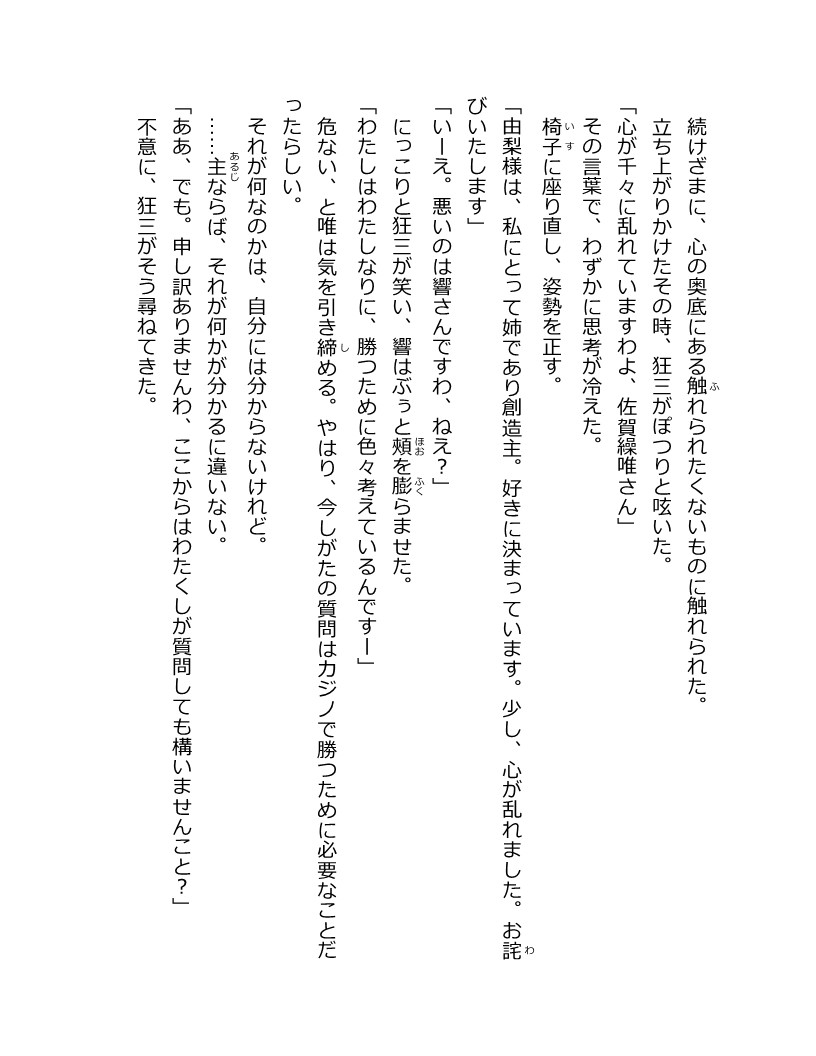 続けざまに、心の奥底にある触れられたくないものに触れられた。
立ち上がりかけたその時、狂三がぽつりと呟いた。
「心が千々に乱れていますわよ、佐賀繰唯さん」
その言葉で、わずかに思考が冷えた。
椅子に座り直し、姿勢を正す。
「由梨様は、私にとって姉であり創造主。好きに決まっています。少し、心が乱れました。お詫
びいたします」
「いーえ。悪いのは響さんですわ、ねえ？」
にっこりと狂三が笑い、響はぶぅと頰を膨らませた。
「わたしはわたしなりに、勝つために色々考えているんですー」
危ない、と唯は気を引き締める。やはり、今しがたの質問はカジノで勝つために必要なことだ
ったらしい。
それが何なのかは、自分には分からないけれど。
……主ならば、それが何かが分かるに違いない。
「ああ、でも。申し訳ありませんわ、ここからはわたくしが質問しても構いませんこと？」
不意に、狂三がそう尋ねてきた。